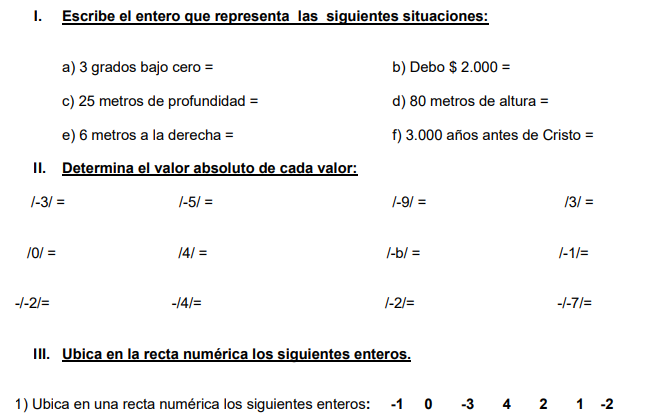 I. Escribe el entero que representa las siguientes situaciones:
a) 3 grados bajo cero = b) Debo $ 2.000 =
c) 25 metros de profundidad = d) 80 metros de altura =
e) 6 metros a la derecha = f) 3.000 años antes de Cristo =
II. Determina el valor absoluto de cada valor:
/-3/ = /-5/ = /-9/ = /3/ =
/0/ = /4/ = /-b/ = /-1/=
-/-2/= -/4/= /-2/= -/-7/=
III. Ubica en la recta numérica los siguientes enteros.
1) Ubica en una recta numérica los siguientes enteros: -1 0 -3 4 2 1 -2